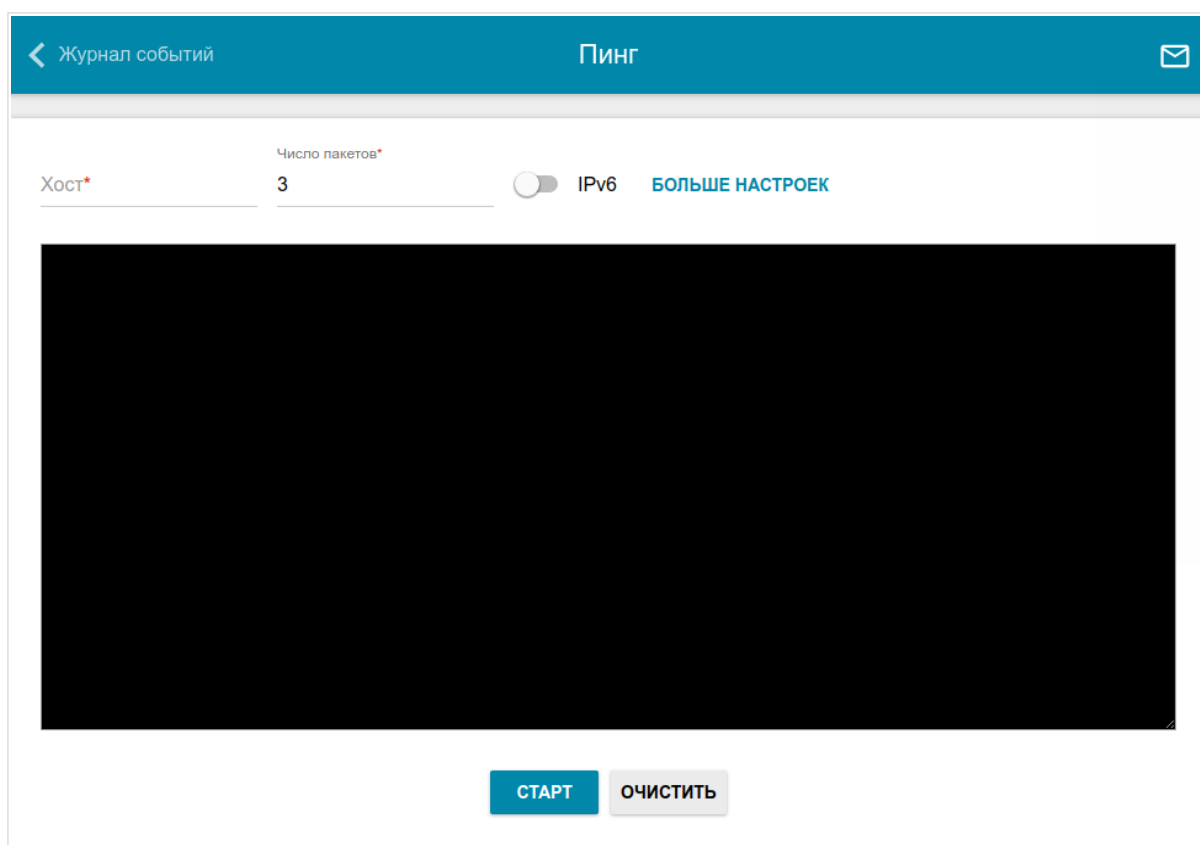 Журнал событий
Пинг
Число пакетов*
Хост*
3
IPv6
БОЛЬШЕ НАСТРОЕК
СТАРТ
ОЧИСТИТЬ